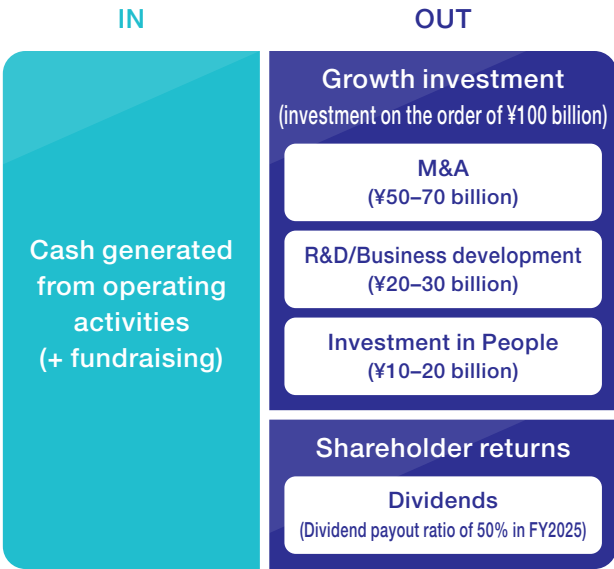 IN
OUT
Cash generated
from operating
activities
(+ fundraising)
Growth investment
(investment on the order of ¥100 billion)
M&A
(¥50–70 billion)
R&D/Business development
(¥20–30 billion)
Investment in People
(¥10–20 billion)
Shareholder returns
Dividends
(Dividend payout ratio of 50% in FY2025)